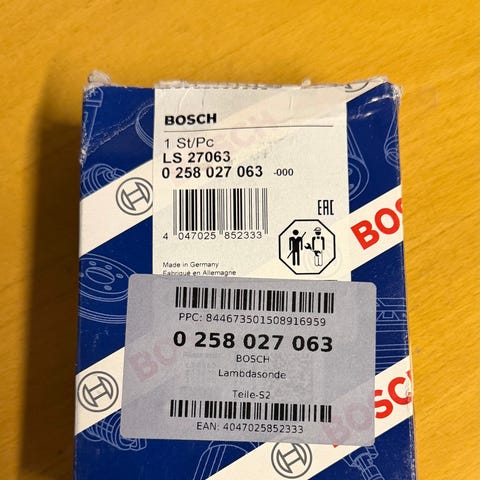 BOSCH
1 St/Pc
LS 27063
0 258 027 063 -000
4 047025 852333
EAC
Made in Germany
Fabriqué en Allemagne
PPC: 844673501508916959
0 258 027 063
BOSCH
Lambdasonde
Teile-S2
EAN: 4047025852333
BOSCH
BOSCH
BOSCH